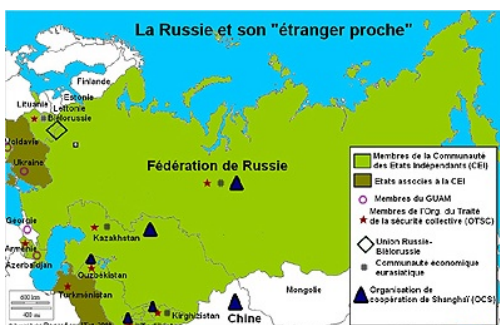 La Russie et son "étranger proche"
Finlande
Estonie
Lettonie
Lituanie
Biélorussie
Ukraine
Fédération de Russie
Géorgie
Arménie
Azerbaïdjan
Kazakhstan
Ouzbékistan
Turkménistan
Kirghizistan
Mongolie
Chine
Membres de la Communauté
des Etats Indépendants (CEI)
Etats associés à la CEI
Membres du GUAM
Membres de l'Org. du Traité
de la sécurité collective (OTSC)
Union Russie-
Biélorussie
Communauté économique
eurasiatique
Organisation de
coopération de Shanghaï (OCS)
600 km
400 mi